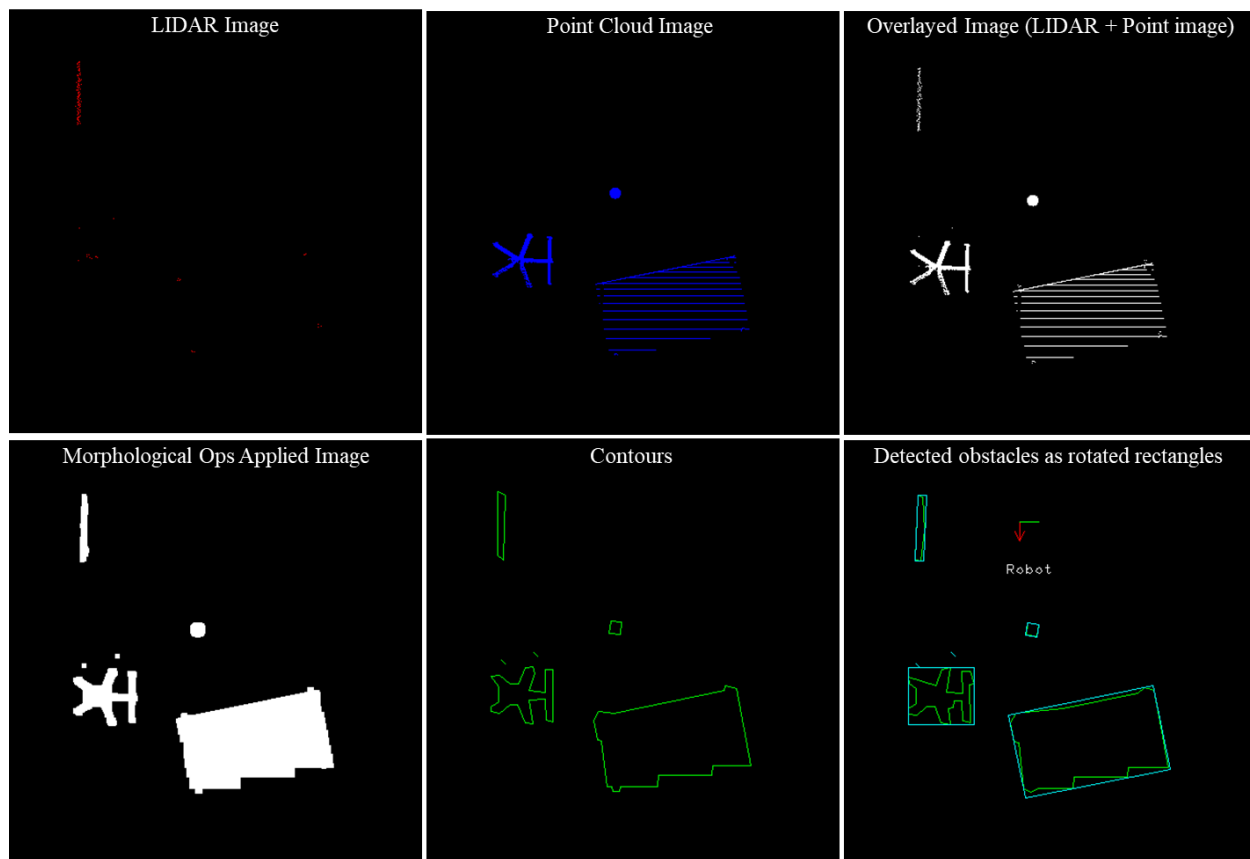 LIDAR Image
Point Cloud Image
Overlayed Image (LIDAR + Point image)
Morphological Ops Applied Image
Contours
Detected obstacles as rotated rectangles
Robot